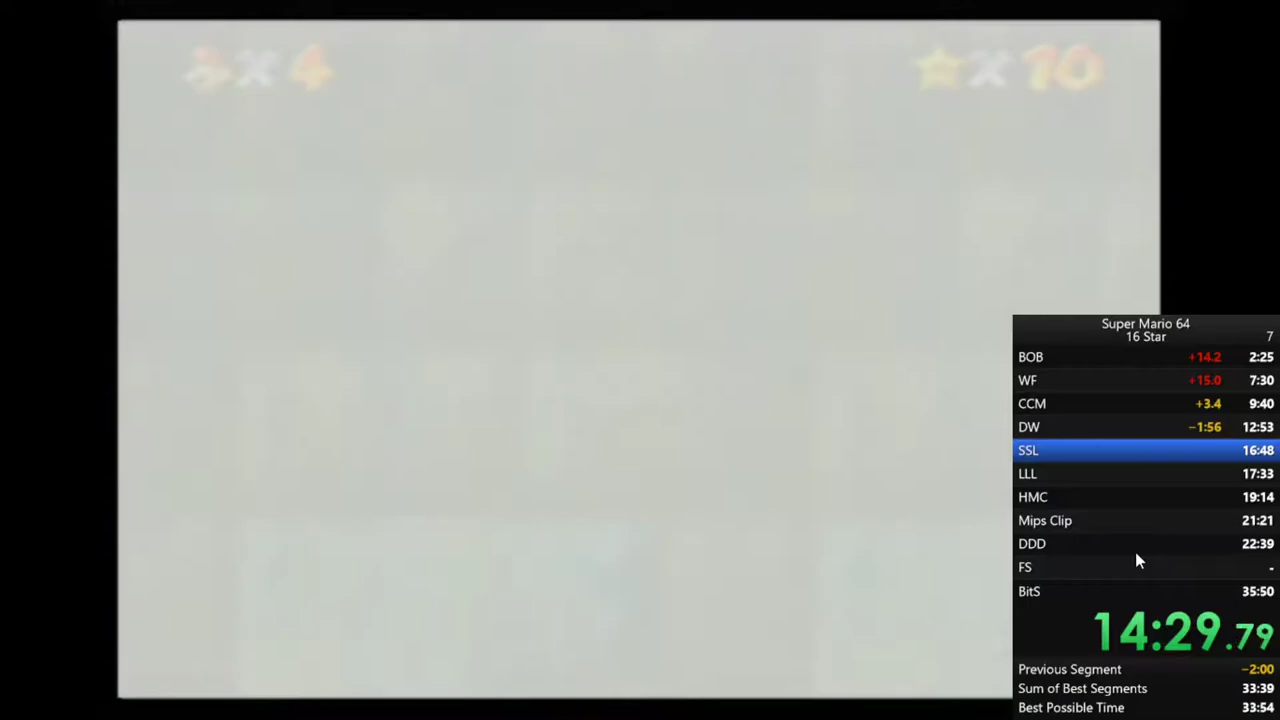 x 4 x 10
Super Mario 64
16 Star 7
BOB +14.2 2:25
WF +15.0 7:30
CCM +3.4 9:40
DW −1:56 12:53
SSL 16:48
LLL 17:33
HMC 19:14
Mips Clip 21:21
DDD 22:39
FS -
BitS 35:50
14:29.79
Previous Segment −2:00
Sum of Best Segments 33:39
Best Possible Time 33:54